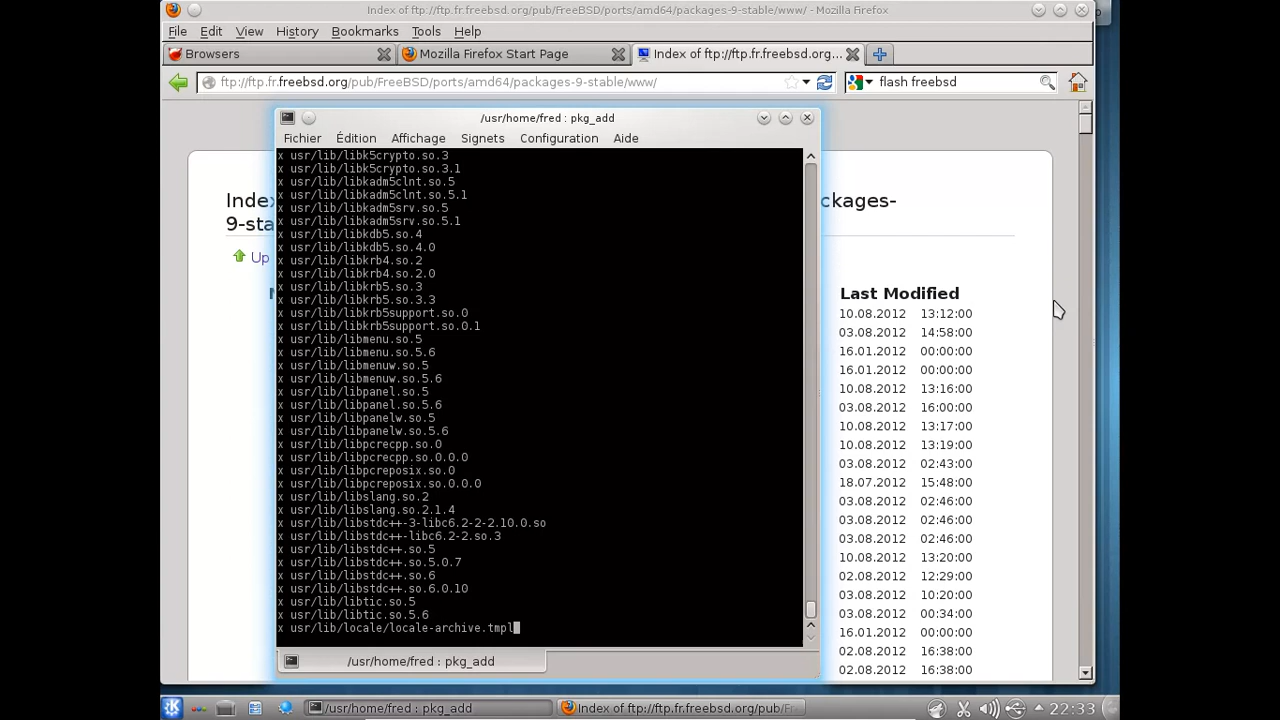 Index of ftp://ftp.fr.freebsd.org/pub/FreeBSD/ports/amd64/packages-9-stable/www/ - Mozilla Firefox
File Edit View History Bookmarks Tools Help
Browsers
Mozilla Firefox Start Page
Index of ftp://ftp.fr.freebsd.org...
ftp://ftp.fr.freebsd.org/pub/FreeBSD/ports/amd64/packages-9-stable/www/
flash freebsd
/usr/home/fred : pkg_add
Fichier Édition Affichage Signets Configuration Aide
x usr/lib/libk5crypto.so.3
x usr/lib/libk5crypto.so.3.1
x usr/lib/libkadm5clnt.so.5
x usr/lib/libkadm5clnt.so.5.1
x usr/lib/libkadm5srv.so.5
x usr/lib/libkadm5srv.so.5.1
x usr/lib/libkdb5.so.4
x usr/lib/libkdb5.so.4.0
x usr/lib/libkrb4.so.2
x usr/lib/libkrb4.so.2.0
x usr/lib/libkrb5.so.3
x usr/lib/libkrb5.so.3.3
x usr/lib/libkrb5support.so.0
x usr/lib/libkrb5support.so.0.1
x usr/lib/libmenu.so.5
x usr/lib/libmenu.so.5.6
x usr/lib/libmenuw.so.5
x usr/lib/libmenuw.so.5.6
x usr/lib/libpanel.so.5
x usr/lib/libpanel.so.5.6
x usr/lib/libpanelw.so.5
x usr/lib/libpanelw.so.5.6
x usr/lib/libpcrecpp.so.0
x usr/lib/libpcrecpp.so.0.0.0
x usr/lib/libpcreposix.so.0
x usr/lib/libpcreposix.so.0.0.0
x usr/lib/libslang.so.2
x usr/lib/libslang.so.2.1.4
x usr/lib/libstdc++-3-libc6.2-2-2.10.0.so
x usr/lib/libstdc++-libc6.2-2.so.3
x usr/lib/libstdc++.so.5
x usr/lib/libstdc++.so.5.0.7
x usr/lib/libstdc++.so.6
x usr/lib/libstdc++.so.6.0.10
x usr/lib/libtic.so.5
x usr/lib/libtic.so.5.6
x usr/lib/locale/locale-archive.tmpl
/usr/home/fred : pkg_add
Inde
ckages-
9-sta
Up
Last Modified
10.08.2012 13:12:00
03.08.2012 14:58:00
16.01.2012 00:00:00
16.01.2012 00:00:00
10.08.2012 13:16:00
03.08.2012 16:00:00
10.08.2012 13:17:00
10.08.2012 13:19:00
03.08.2012 02:43:00
18.07.2012 15:48:00
03.08.2012 02:46:00
03.08.2012 02:46:00
03.08.2012 02:46:00
10.08.2012 13:20:00
02.08.2012 12:29:00
03.08.2012 10:20:00
03.08.2012 00:34:00
16.01.2012 00:00:00
02.08.2012 16:38:00
02.08.2012 16:38:00
/usr/home/fred : pkg_add
Index of ftp://ftp.fr.freebsd.org/pub/Fr
22:33